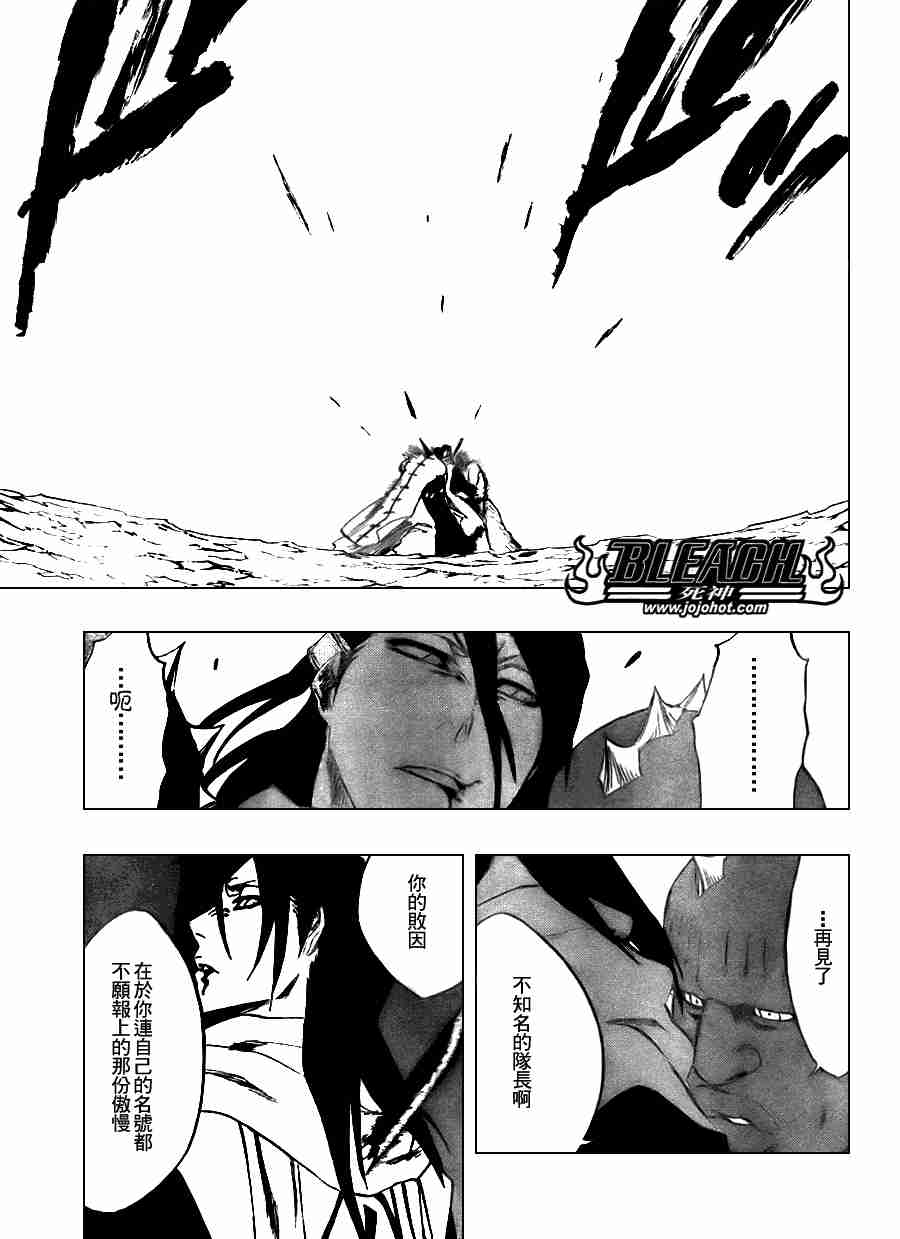 BLEACH
死神
www.jojohot.com
………
…呃………
…再見了
不知名的隊長啊
你的敗因
在於你連自己的名號都
不願報上的那份傲慢